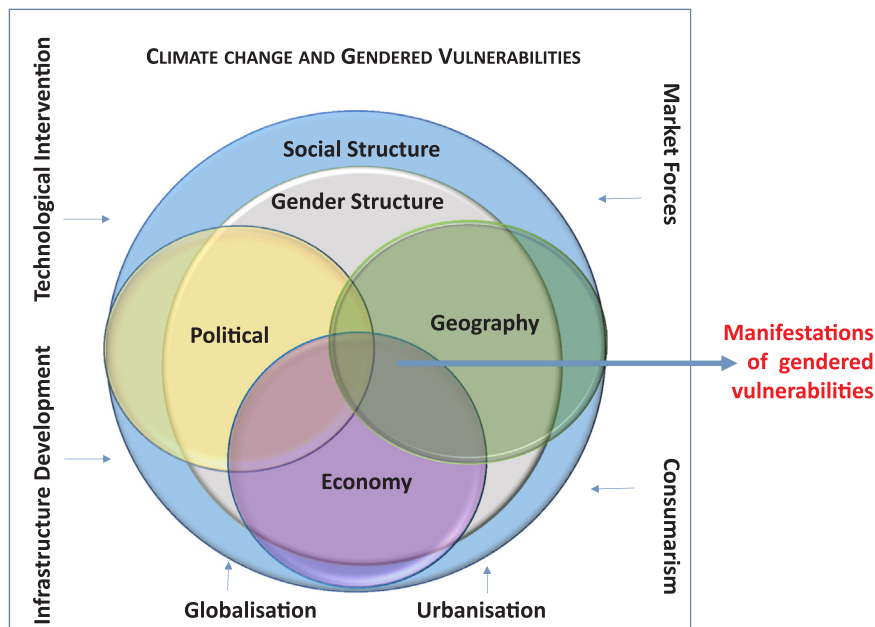 CLIMATE CHANGE AND GENDERED VULNERABILITIES
Technological Intervention
Market Forces
Social Structure
Gender Structure
Political
Geography
Manifestations
of gendered
vulnerabilities
Economy
Infrastructure Development
Consumarism
Globalisation
Urbanisation